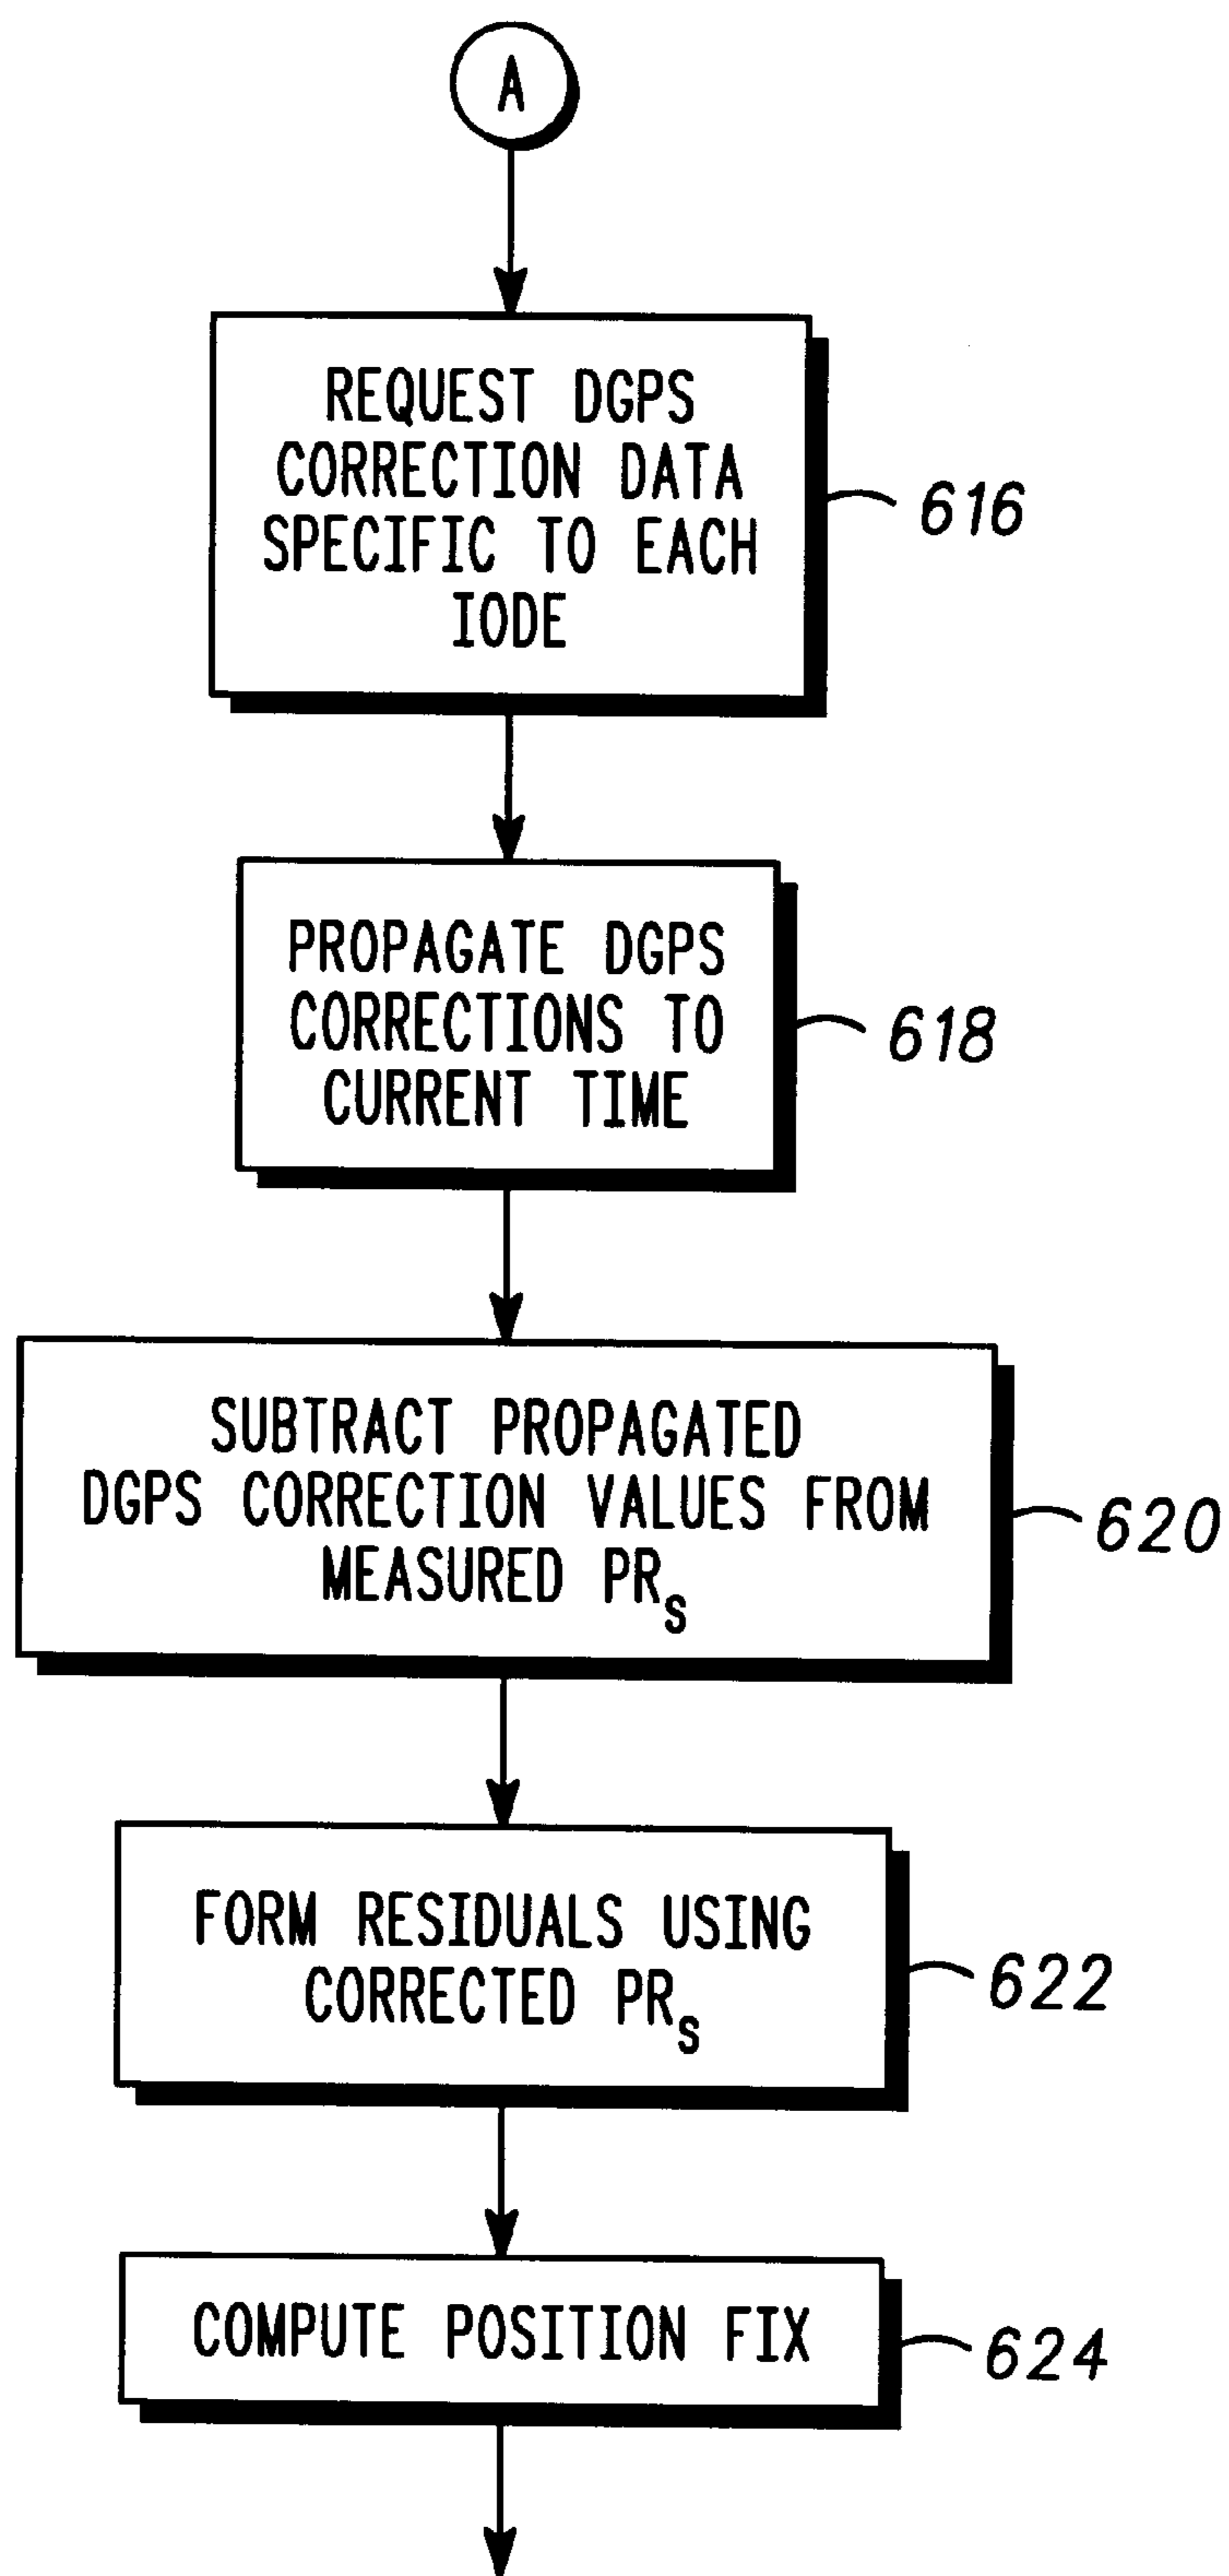 A
REQUEST DGPS
CORRECTION DATA
SPECIFIC TO EACH
IODE
616
PROPAGATE DGPS
CORRECTIONS TO
CURRENT TIME
618
SUBTRACT PROPAGATED
DGPS CORRECTION VALUES FROM
MEASURED PRs
620
FORM RESIDUALS USING
CORRECTED PRs
622
COMPUTE POSITION FIX
624